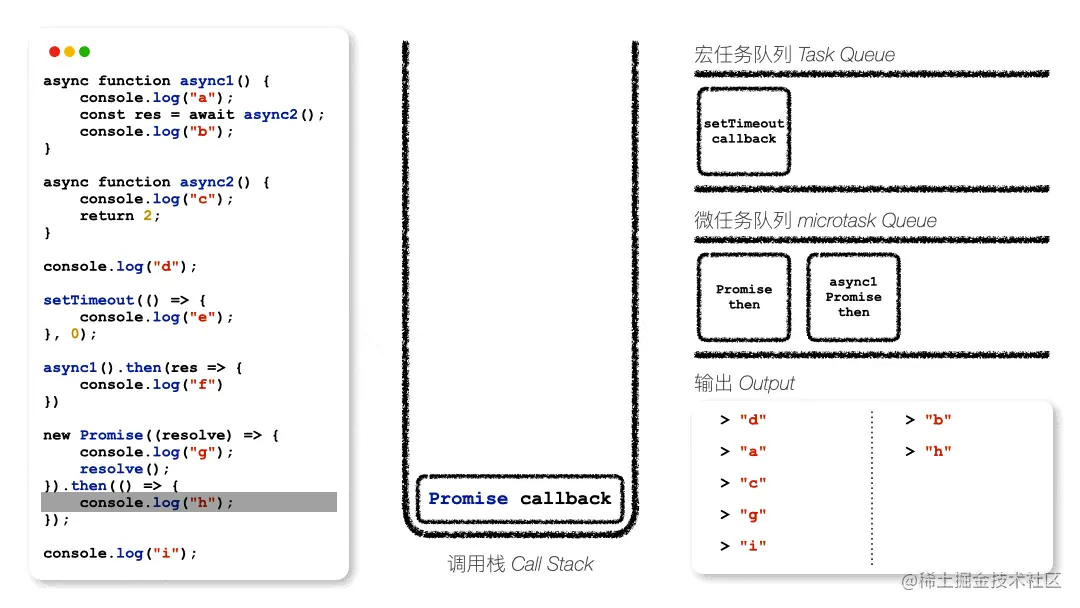 async function async1() {
    console.log("a");
    const res = await async2();
    console.log("b");
}
async function async2() {
    console.log("c");
    return 2;
}
console.log("d");
setTimeout(() => {
    console.log("e");
}, 0);
async1().then(res => {
    console.log("f")
})
new Promise((resolve) => {
    console.log("g");
    resolve();
}).then(() => {
    console.log("h");
});
console.log("i");
Promise callback
调用栈 Call Stack
宏任务队列 Task Queue
setTimeout
callback
微任务队列 microtask Queue
Promise
then
async1
Promise
then
输出 Output
> "d"
> "a"
> "c"
> "g"
> "i"
> "b"
> "h"
@稀土掘金技术社区